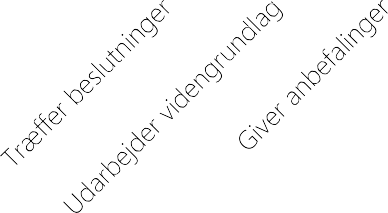 Træffer beslutninger
Udarbejder videngrundlag
Giver anbefalinger